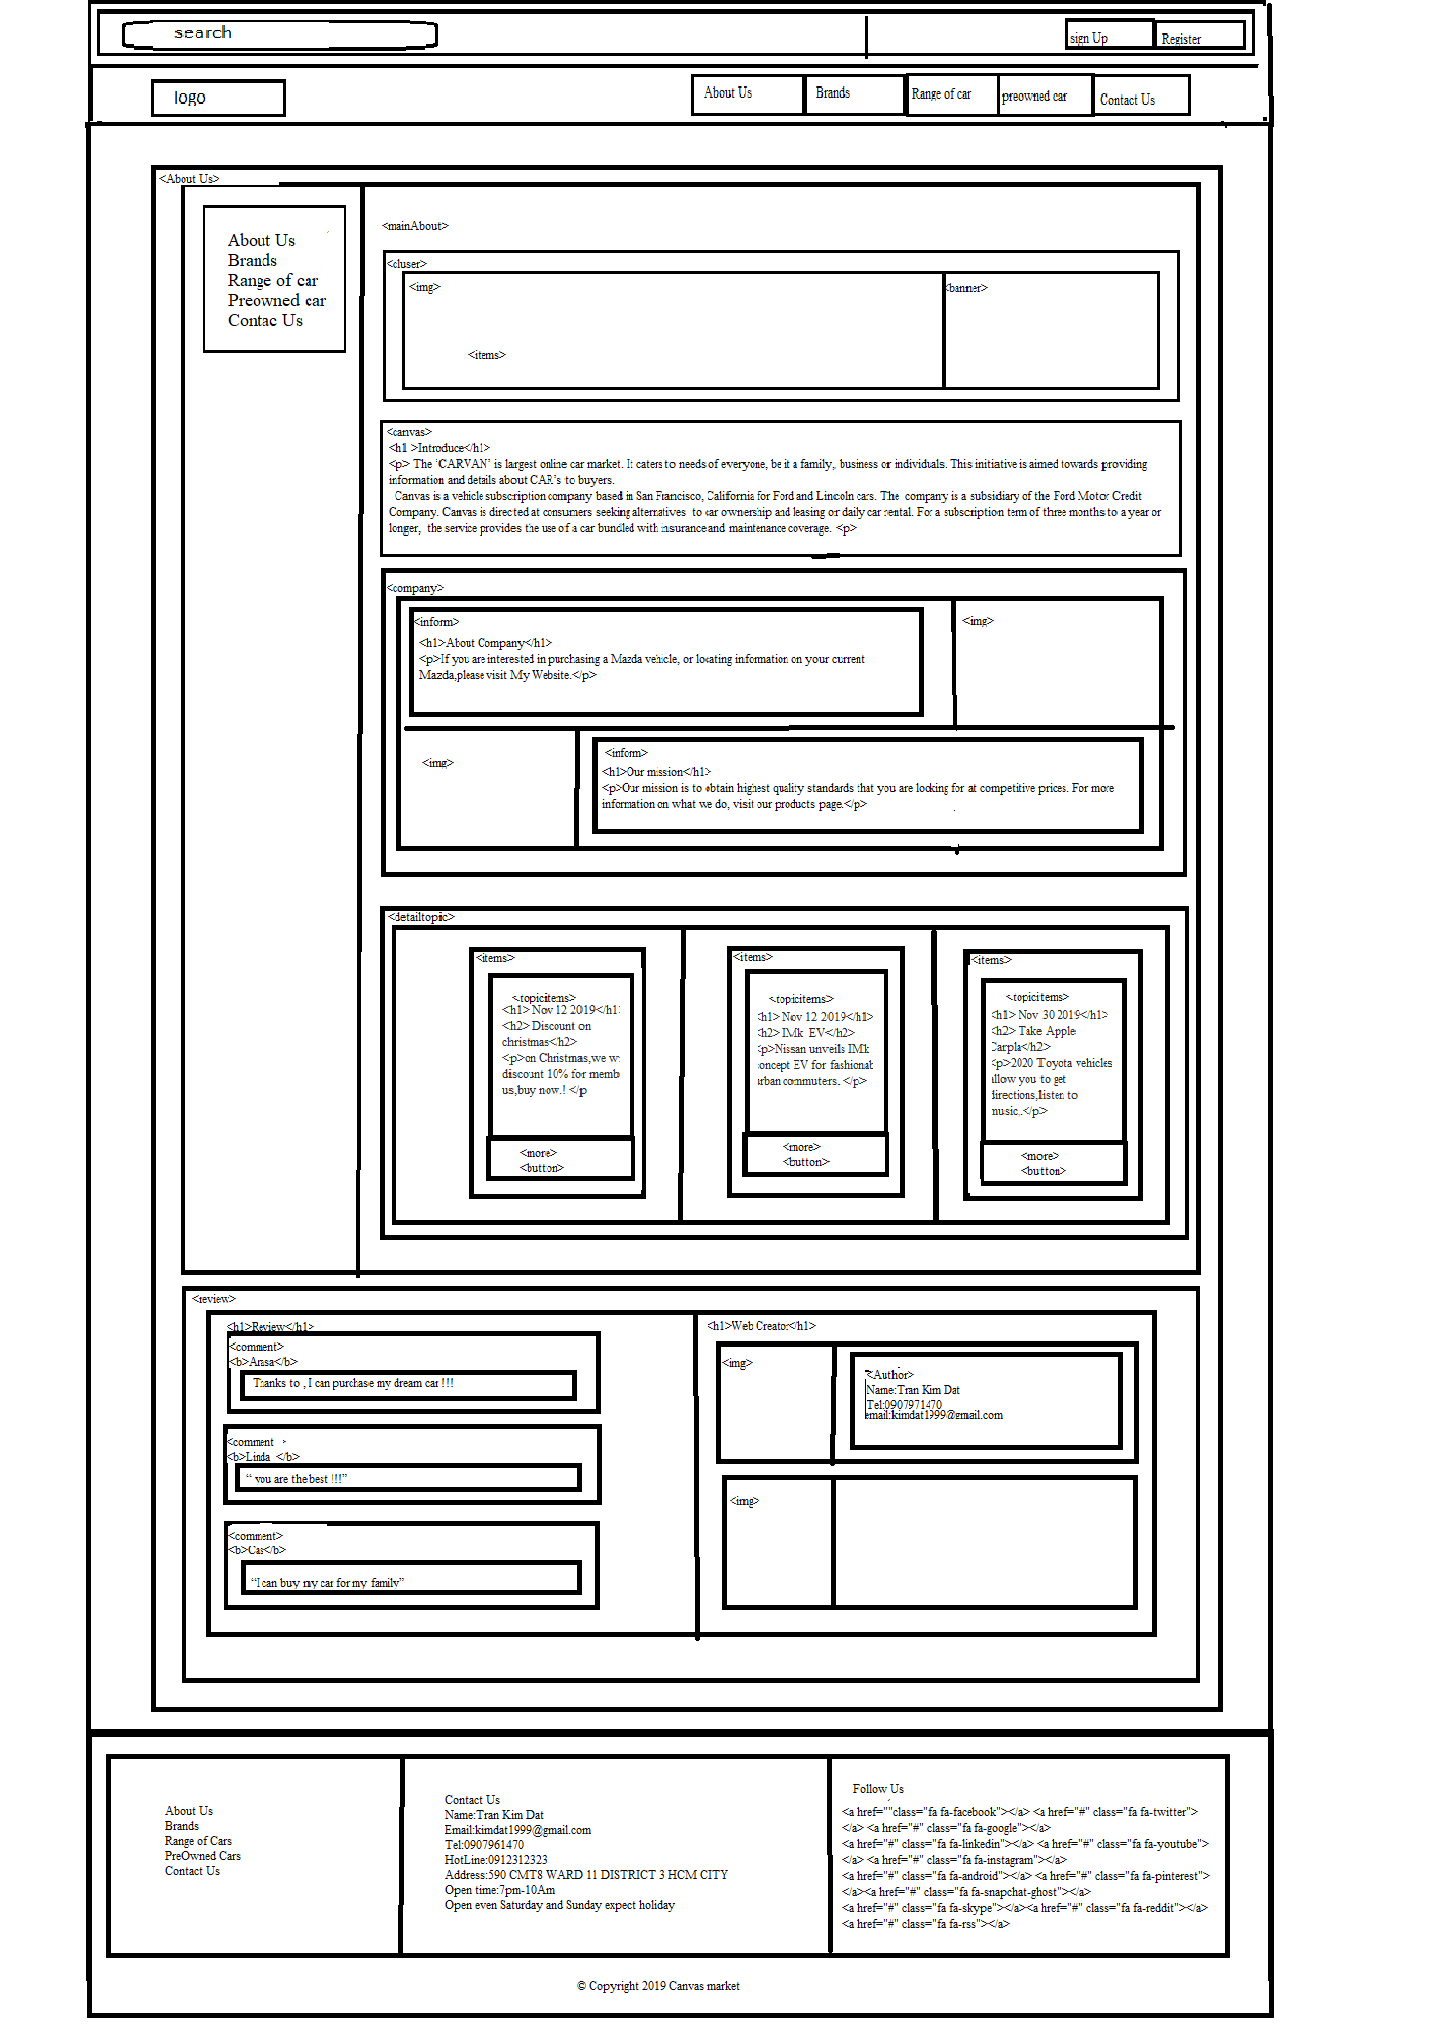 search
sign Up
Register
logo
About Us
Brands
Range of car
preowned car
Contact Us
<About Us>
About Us
Brands
Range of car
Preowned car
Contac Us
<mainAbout>
<cluser>
<img>
<banner>
<items>
<canvas>
<h1 >Introduce</h1>
<p> The ‘CARVAN’ is largest online car market. It caters to needs of everyone, be it a family,, business or individuals. This initiative is aimed towards providing
information and details about CAR’s to buyers.
Canvas is a vehicle subscription company based in San Francisco, California for Ford and Lincoln cars. The company is a subsidiary of the Ford Motor Credit
Company. Canvas is directed at consumers seeking alternatives to car ownership and leasing or daily car rental. For a subscription term of three months to a year or
longer, the service provides the use of a car bundled with insurance and maintenance coverage. <p>
<company>
<inform>
<h1>About Company</h1>
<p>If you are interested in purchasing a Mazda vehicle, or locating information on your current
Mazda,please visit My Website.</p>
<img>
<img>
<inform>
<h1>Our mission</h1>
<p>Our mission is to obtain highest quality standards that you are looking for at competitive prices. For more
information on what we do, visit our products page.</p>
<detailtopic>
<items>
<topicitems>
<h1> Nov 12 2019</h1
<h2> Discount on
christmas<h2>
<p>on Christmas,we w
discount 10% for memb
us,buy now.! </p
<more>
<button>
<items>
<topicitems>
<h1> Nov 12 2019</h1>
<h2> IMk EV</h2>
<p>Nissan unveils IMk
oncept EV for fashionab
urban commuters. </p>
<more>
<button>
<items>
<topicitems>
<h1> Nov 30 2019</h1>
<h2> Take Apple
Carpla</h2>
<p>2020 Toyota vehicles
allow you to get
directions,listen to
music..</p>
<more>
<button>
<review>
<h1>Review</h1>
<comment>
<b>Anasa</b>
Thanks to , I can purchase my dream car !!!
<comment >
<b>Linda </b>
“ you are the best !!!”
<comment>
<b>Cas</b>
“I can buy my car for my family”
<h1>Web Creator</h1>
<img>
<Author>
Name:Tran Kim Dat
Tel:0907971470
email:kimdat1999@gmail.com
<img>
About Us
Brands
Range of Cars
PreOwned Cars
Contact Us
Contact Us
Name:Tran Kim Dat
Email:kimdat1999@gmail.com
Tel:0907961470
HotLine:0912312323
Address:590 CMT8 WARD 11 DISTRICT 3 HCM CITY
Open time:7pm-10Am
Open even Saturday and Sunday expect holiday
Follow Us
<a href=""class="fa fa-facebook"></a> <a href="#" class="fa fa-twitter">
</a> <a href="#" class="fa fa-google"></a>
<a href="#" class="fa fa-linkedin"></a> <a href="#" class="fa fa-youtube">
</a> <a href="#" class="fa fa-instagram"></a>
<a href="#" class="fa fa-android"></a> <a href="#" class="fa fa-pinterest">
</a><a href="#" class="fa fa-snapchat-ghost"></a>
<a href="#" class="fa fa-skype"></a><a href="#" class="fa fa-reddit"></a>
<a href="#" class="fa fa-rss"></a>
© Copyright 2019 Canvas market